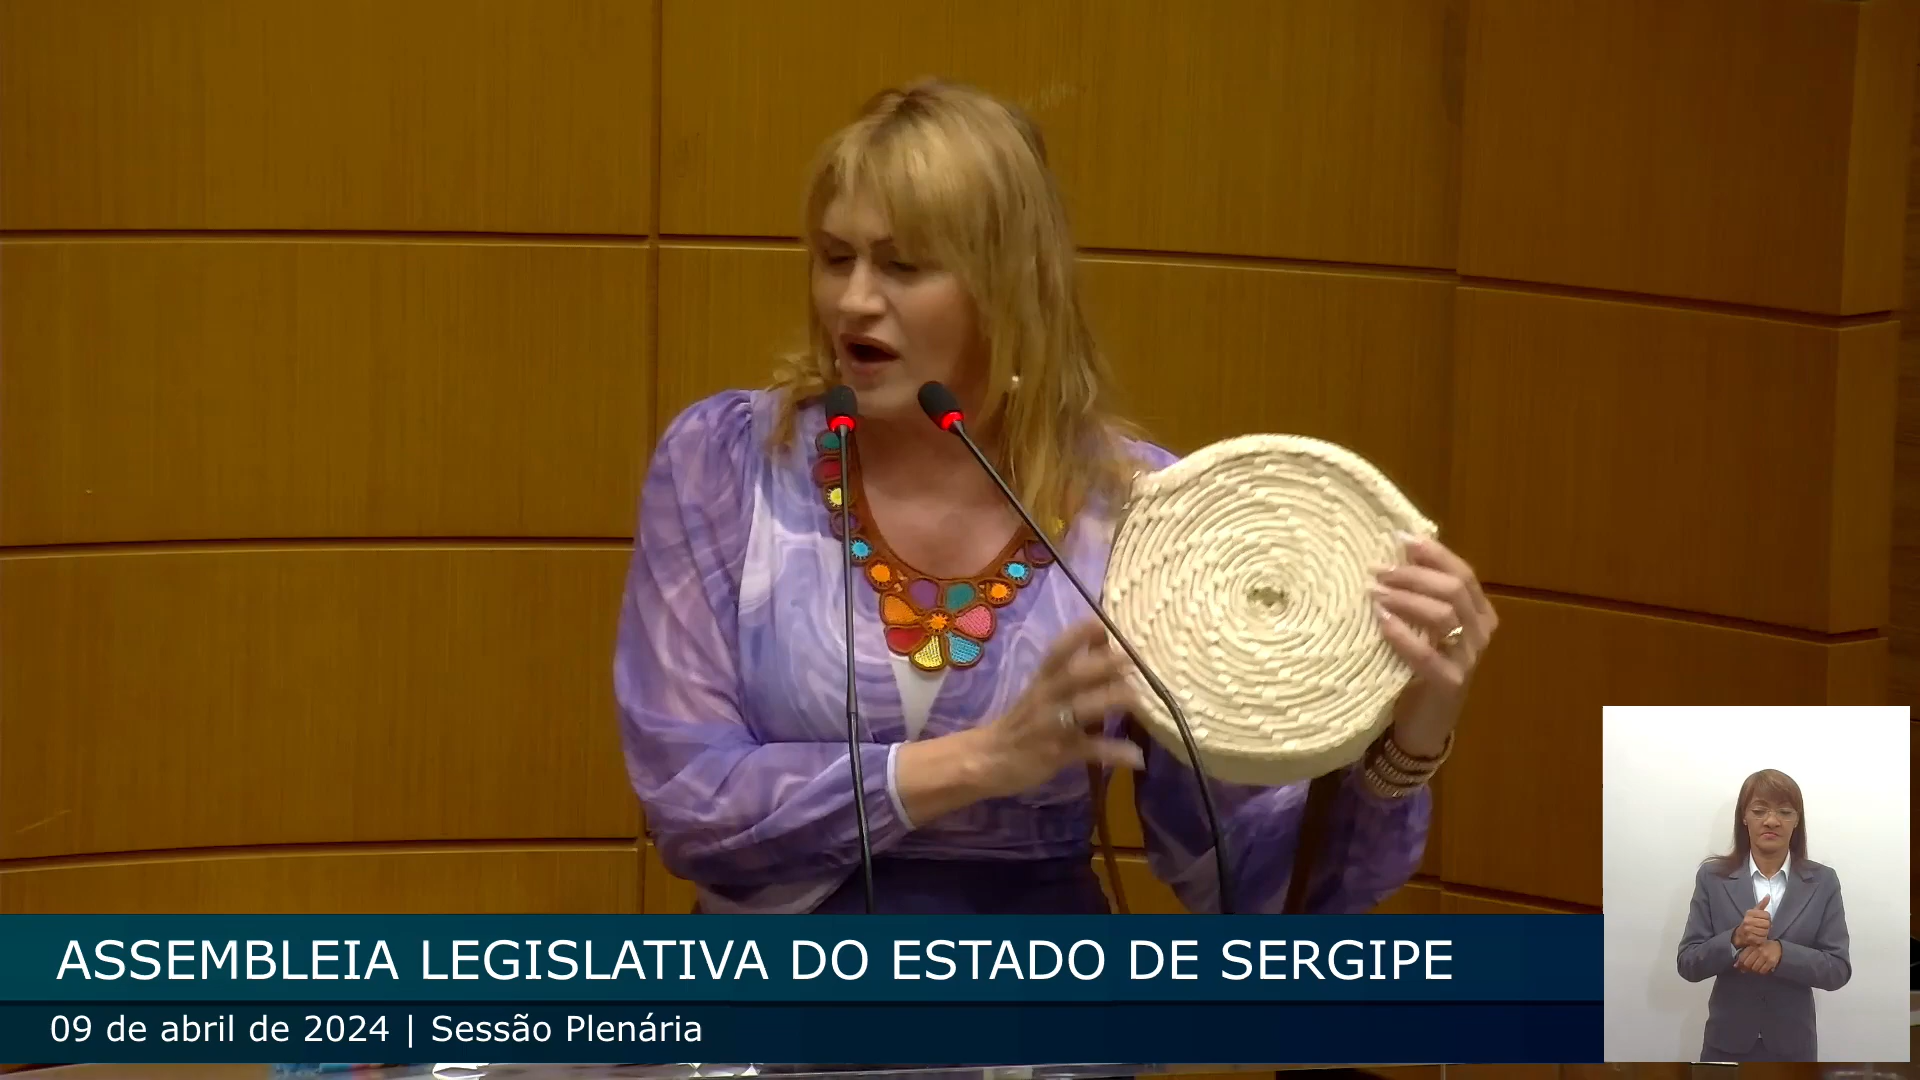 ASSEMBLEIA LEGISLATIVA DO ESTADO DE SERGIPE
09 de abril de 2024 | Sessão Plenária